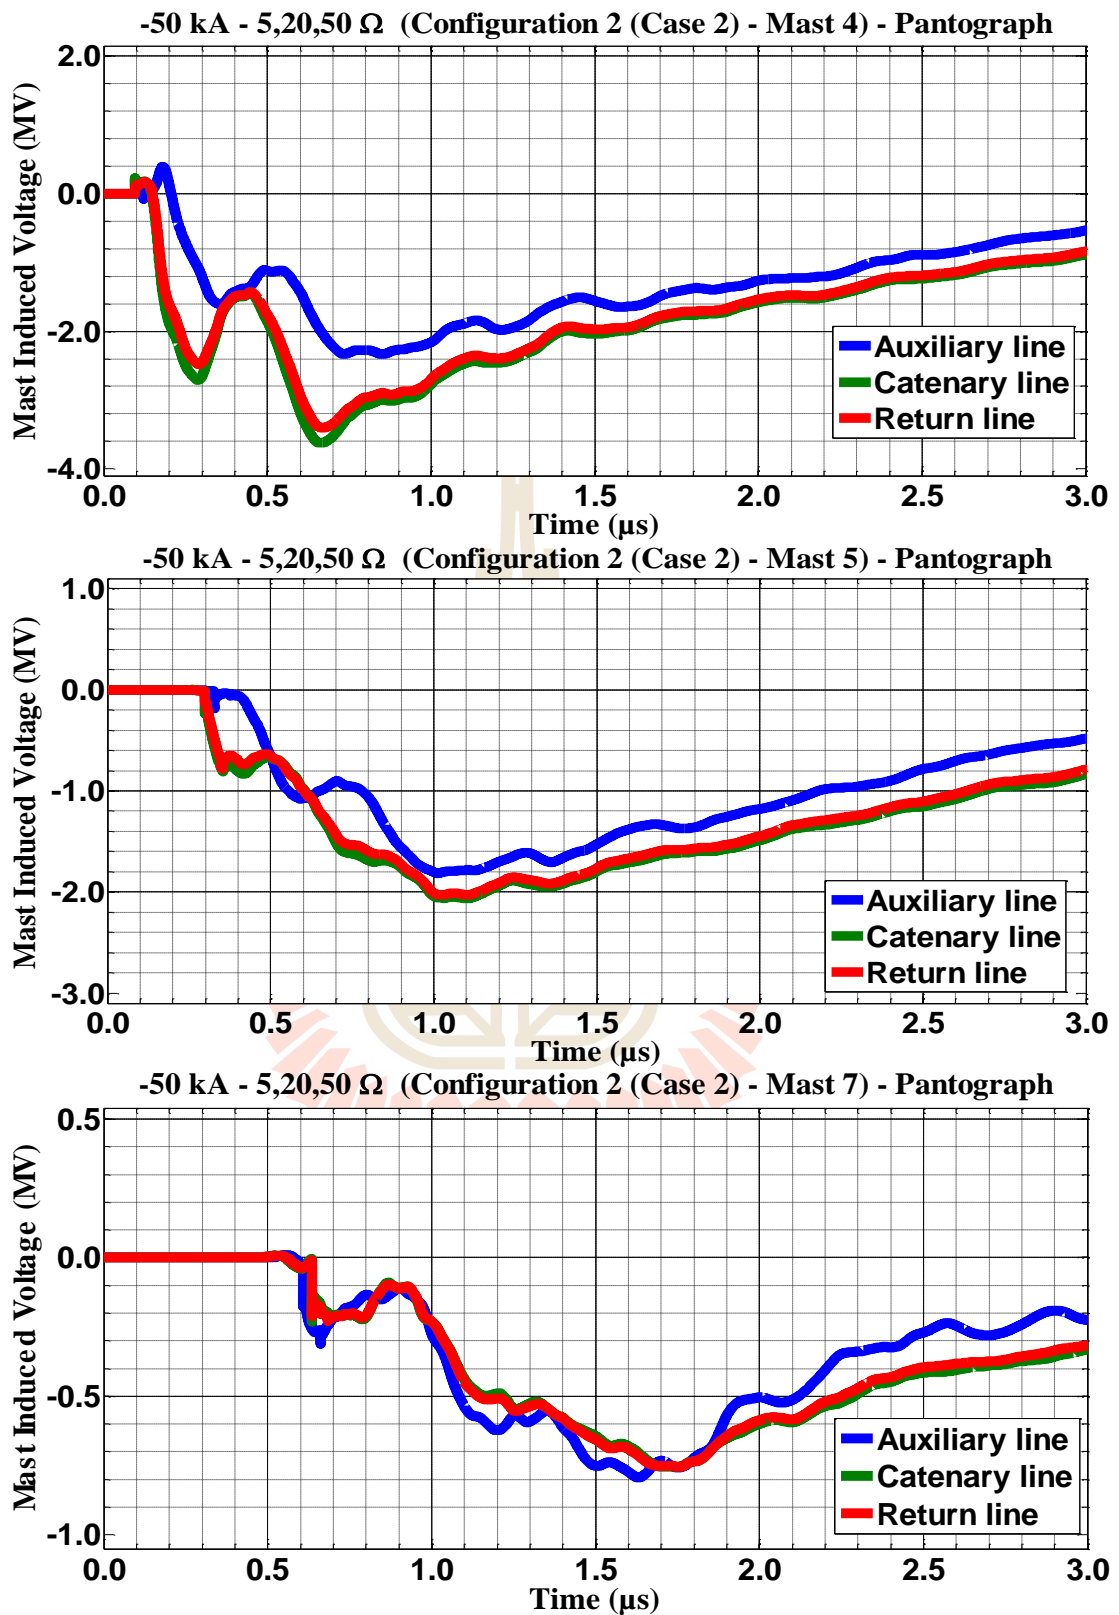 -50 kA - 5,20,50 Ω (Configuration 2 (Case 2) - Mast 4) - Pantograph
Mast Induced Voltage (MV)
2.0
0.0
-2.0
-4.0
Auxiliary line
Catenary line
Return line
0.0 0.5 1.0 1.5 2.0 2.5 3.0
Time (µs)
-50 kA - 5,20,50 Ω (Configuration 2 (Case 2) - Mast 5) - Pantograph
Mast Induced Voltage (MV)
1.0
0.0
-1.0
-2.0
-3.0
Auxiliary line
Catenary line
Return line
0.0 0.5 1.0 1.5 2.0 2.5 3.0
Time (µs)
-50 kA - 5,20,50 Ω (Configuration 2 (Case 2) - Mast 7) - Pantograph
Mast Induced Voltage (MV)
0.5
0.0
-0.5
-1.0
Auxiliary line
Catenary line
Return line
0.0 0.5 1.0 1.5 2.0 2.5 3.0
Time (µs)